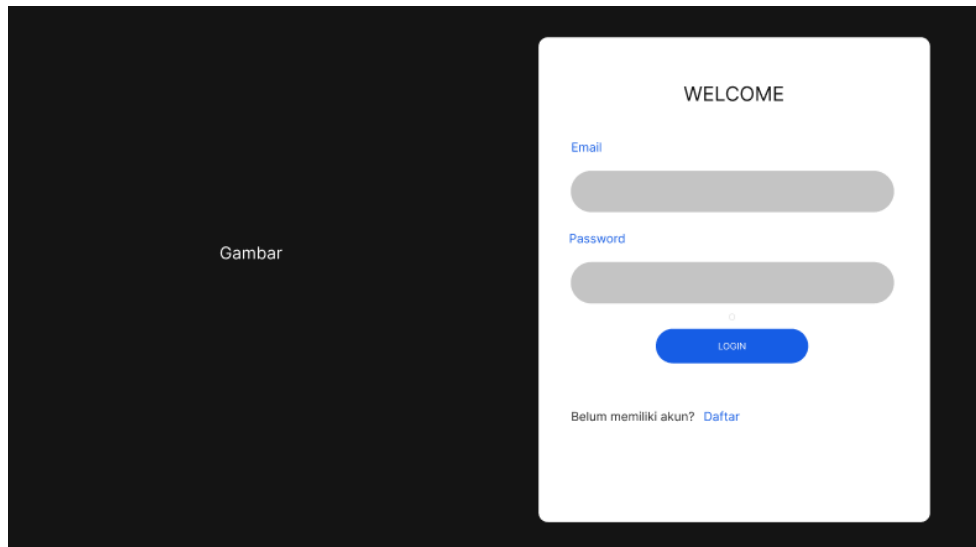 Gambar
WELCOME
Email
Password
LOGIN
Belum memiliki akun? Daftar